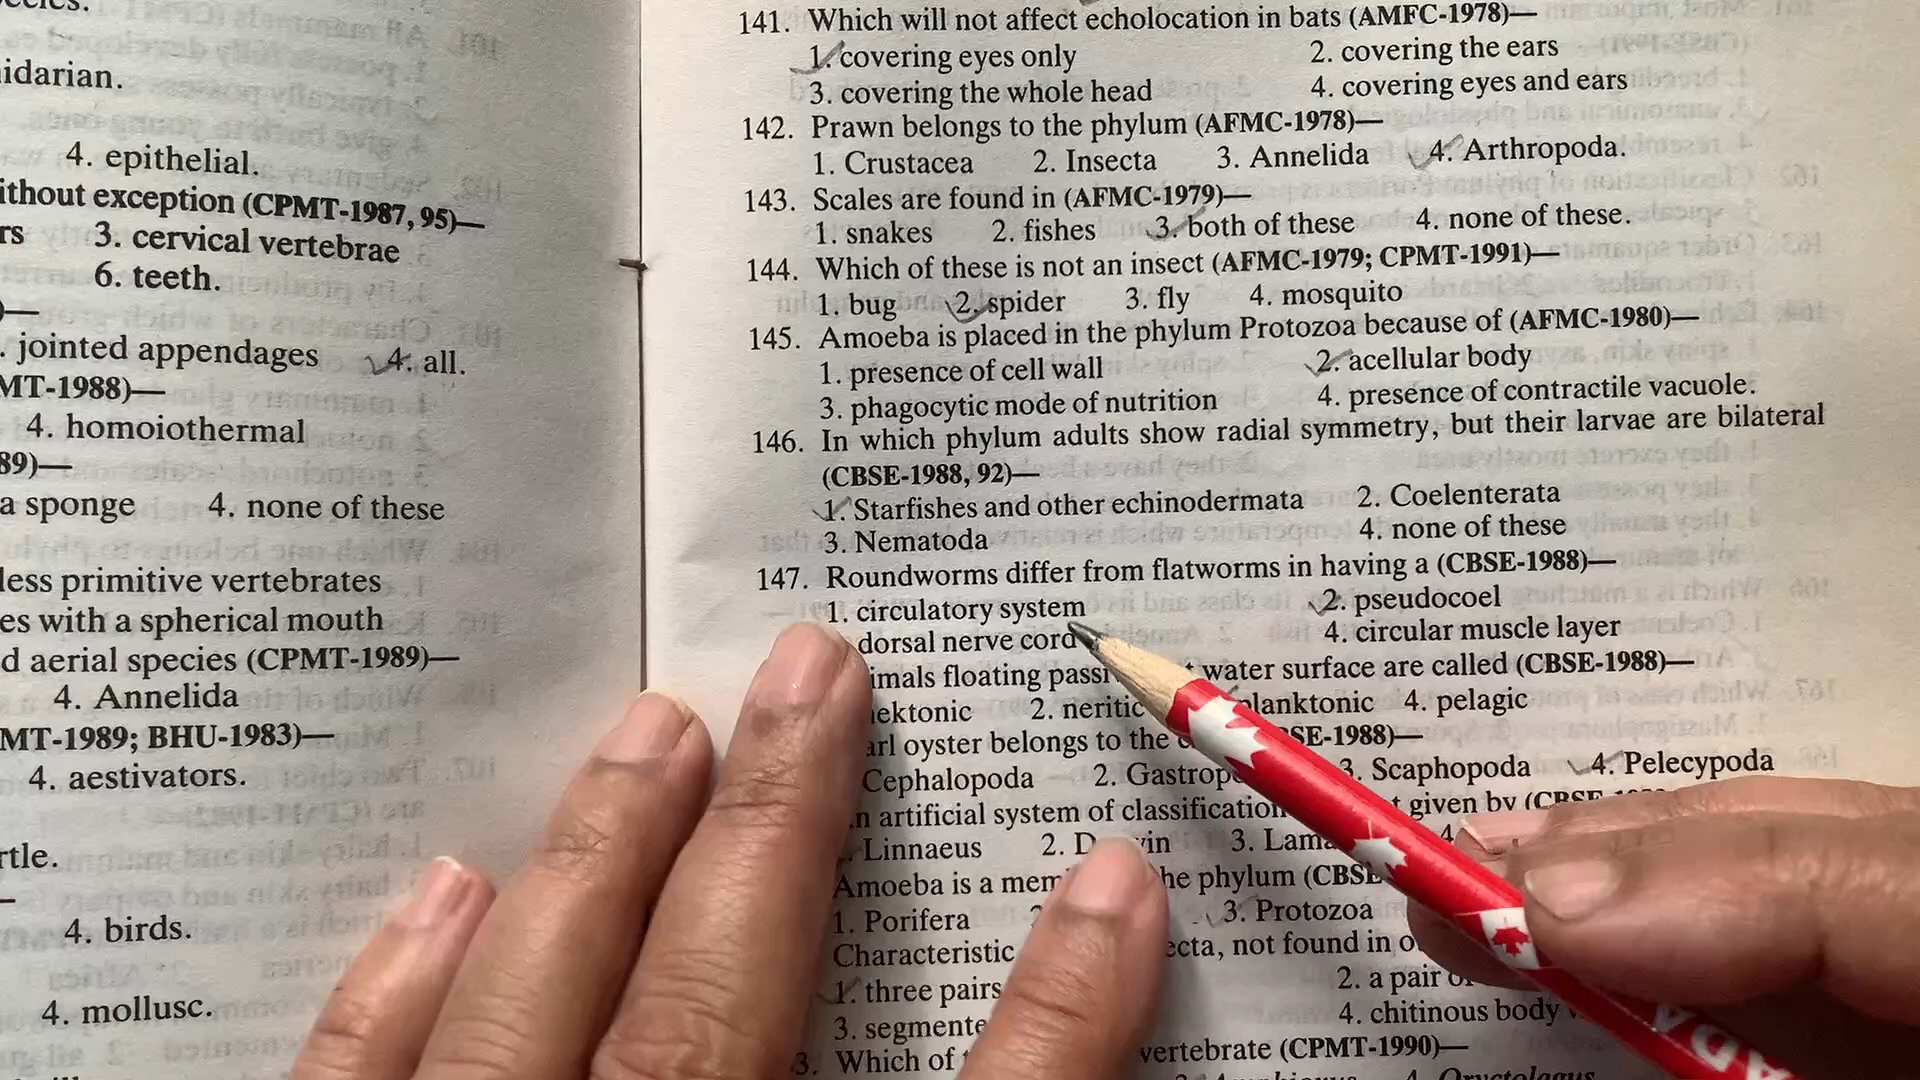 idarian.
4. epithelial.
ithout exception (CPMT-1987, 95)—
rs 3. cervical vertebrae
6. teeth.
. jointed appendages 4. all.
MT-1988)—
4. homoiothermal
89)—
a sponge 4. none of these
less primitive vertebrates
es with a spherical mouth
d aerial species (CPMT-1989)—
4. Annelida
MT-1989; BHU-1983)—
4. aestivators.
rtle.
4. birds.
4. mollusc.
141. Which will not affect echolocation in bats (AMFC-1978)—
1. covering eyes only 2. covering the ears
3. covering the whole head 4. covering eyes and ears
142. Prawn belongs to the phylum (AFMC-1978)—
1. Crustacea 2. Insecta 3. Annelida 4. Arthropoda.
143. Scales are found in (AFMC-1979)—
1. snakes 2. fishes 3. both of these 4. none of these.
144. Which of these is not an insect (AFMC-1979; CPMT-1991)—
1. bug 2. spider 3. fly 4. mosquito
145. Amoeba is placed in the phylum Protozoa because of (AFMC-1980)—
1. presence of cell wall 2. acellular body
3. phagocytic mode of nutrition 4. presence of contractile vacuole.
146. In which phylum adults show radial symmetry, but their larvae are bilateral
(CBSE-1988, 92)—
1. Starfishes and other echinodermata 2. Coelenterata
3. Nematoda 4. none of these
147. Roundworms differ from flatworms in having a (CBSE-1988)—
1. circulatory system 2. pseudocoel
dorsal nerve cord 4. circular muscle layer
imals floating water surface are called (CBSE-1988)—
ektonic 2. neritic planktonic 4. pelagic
arl oyster belongs to the SE-1988)—
Cephalopoda 2. 3. Scaphopoda 4. Pelecypoda
n artificial system of classification given by
Linnaeus 2. 3. 4
Amoeba is a he phylum
1. Porifera 3. Protozoa
Characteristic ecta, not found in
1. three pairs 2. a pair
3. 4. chitinous body
3. Which of vertebrate (CPMT-1990)—